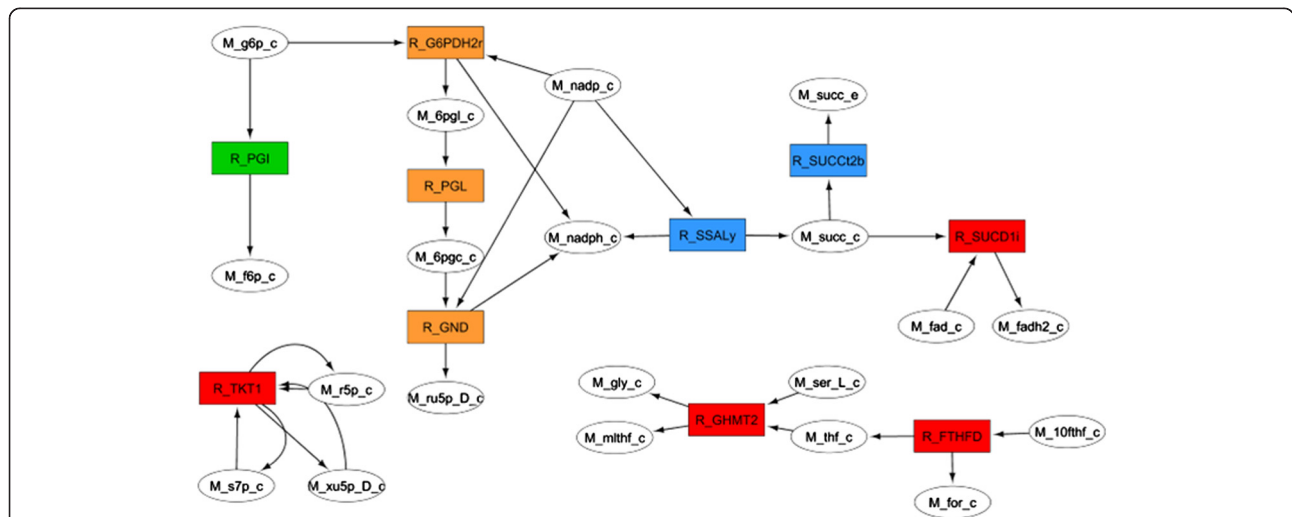 M_g6p_c
R_G6PDH2r
M_nadp_c
M_succ_e
M_6pgl_c
R_PGI
R_SUCCt2b
R_PGL
M_nadph_c
R_SSALy
M_succ_c
R_SUCD1i
M_6pgc_c
M_f6p_c
R_GND
M_fad_c
M_fadh2_c
R_TKT1
M_r5p_c
M_ru5p_D_c
M_gly_c
M_ser_L_c
R_GHMT2
M_mlthf_c
M_thf_c
R_FTHFD
M_10fthf_c
M_s7p_c
M_xu5p_D_c
M_for_c